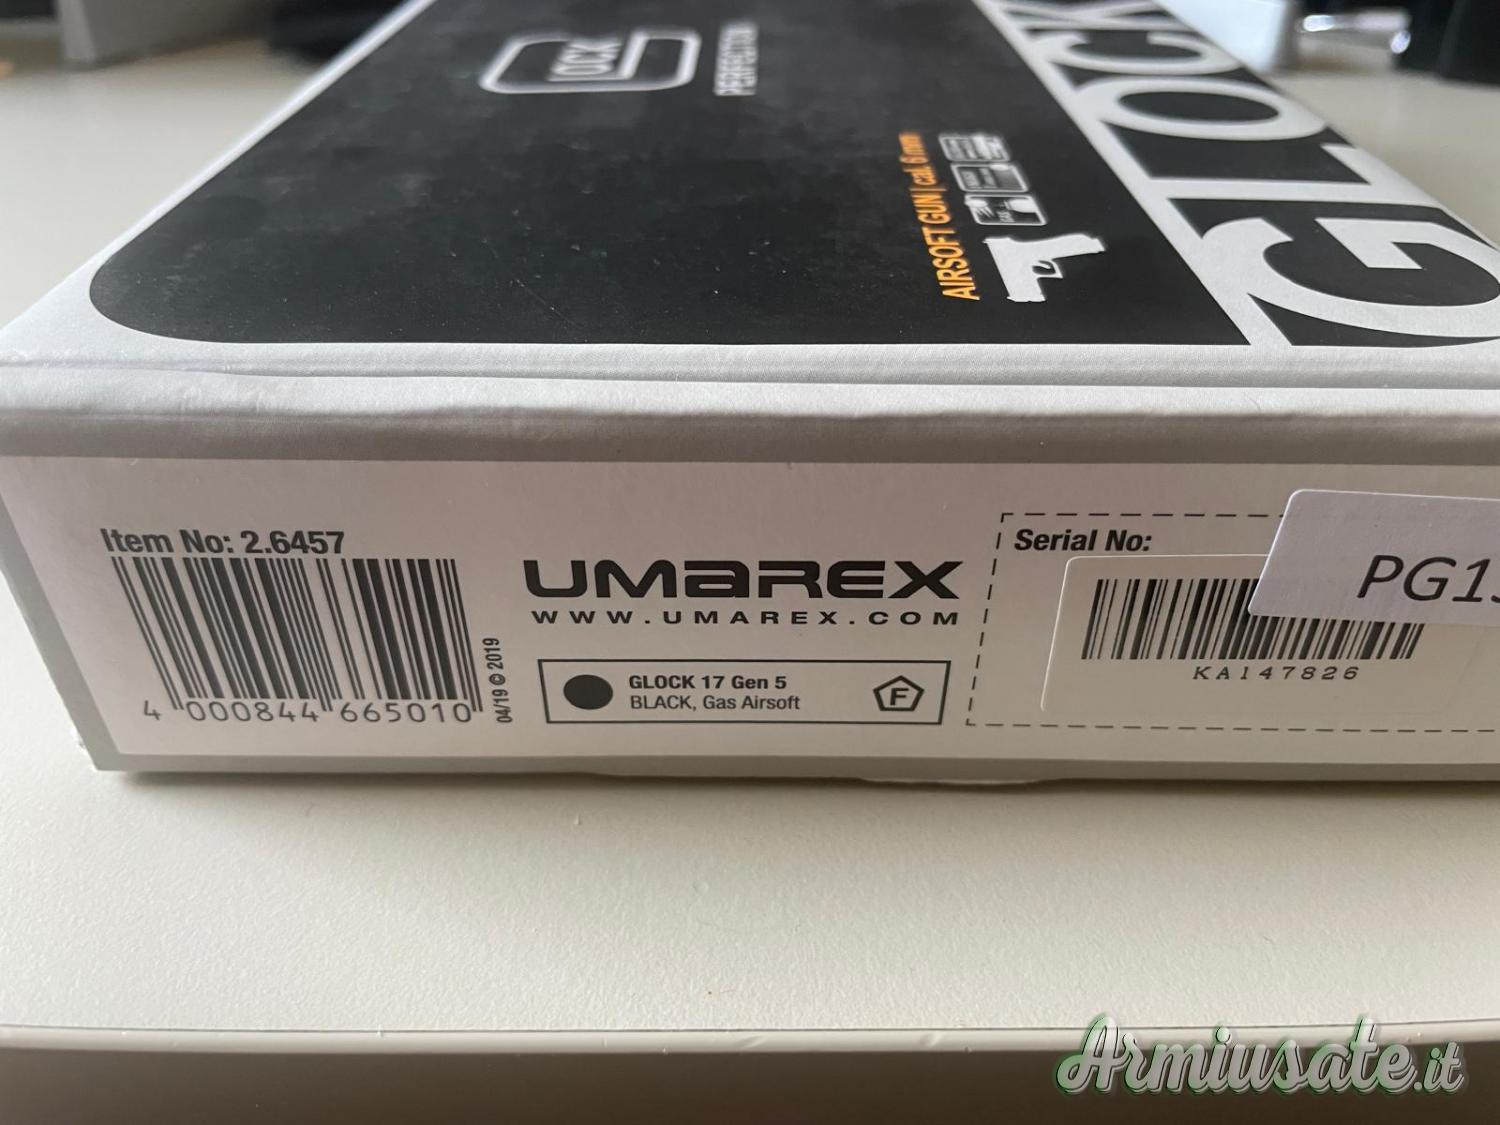 GLOCK
PERFECTION
AIRSOFT GUN | cal. 6 mm
GLOCK
Item No: 2.6457
4 000844 665010
04/19 © 2019
UMAREX
WWW.UMAREX.COM
GLOCK 17 Gen 5
BLACK, Gas Airsoft
F
Serial No:
KA147826
PG13
Armiusate.it